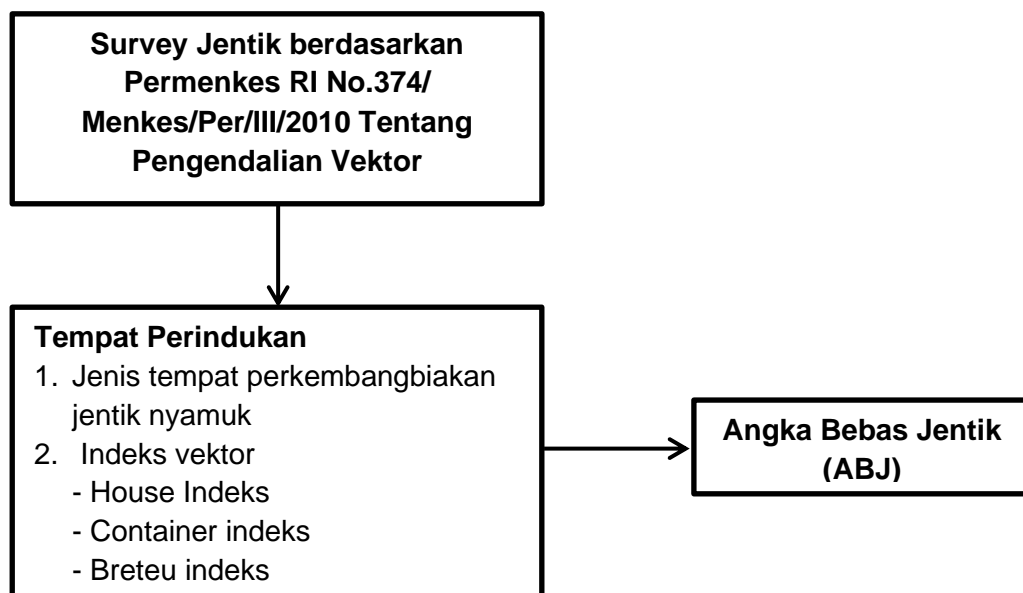 Survey Jentik berdasarkan
Permenkes RI No.374/
Menkes/Per/III/2010 Tentang
Pengendalian Vektor
Tempat Perindukan
1. Jenis tempat perkembangbiakan
jentik nyamuk
2. Indeks vektor
- House Indeks
- Container indeks
- Breteu indeks
Angka Bebas Jentik
(ABJ)